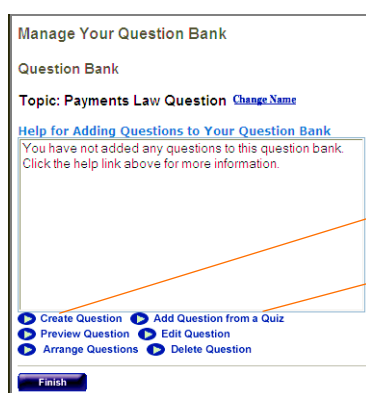 Manage Your Question Bank
Question Bank
Topic: Payments Law Question Change Name
Help for Adding Questions to Your Question Bank
You have not added any questions to this question bank.
Click the help link above for more information.
Create Question Add Question from a Quiz
Preview Question Edit Question
Arrange Questions Delete Question
Finish